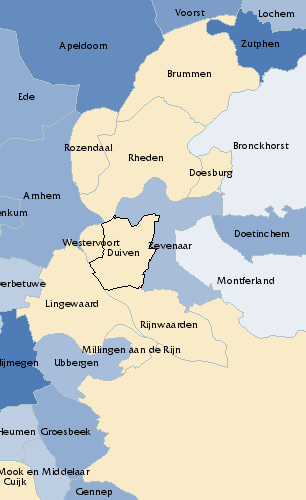 Voorst
Lochem
Apeldoorn
Zutphen
Brummen
Ede
Rozendaal
Bronckhorst
Rheden
Doesburg
Arnhem
enkum
Doetinchem
Westervoort
Zevenaar
Duiven
Montferland
erbetuwe
Lingewaard
Rijnwaarden
Millingen aan de Rijn
Nijmegen
Ubbergen
Heumen
Groesbeek
Mook en Middelaar
Cuijk
Gennep